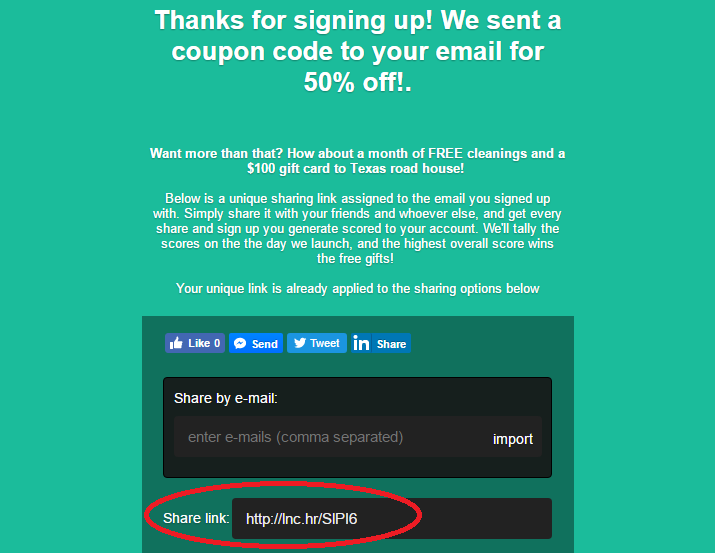 Thanks for signing up! We sent a
coupon code to your email for
50% off!.
Want more than that? How about a month of FREE cleanings and a
$100 gift card to Texas road house!
Below is a unique sharing link assigned to the email you signed up
with. Simply share it with your friends and whoever else, and get every
share and sign up you generate scored to your account. We'll tally the
scores on the the day we launch, and the highest overall score wins
the free gifts!
Your unique link is already applied to the sharing options below
Like 0 Send Tweet in Share
Share by e-mail:
enter e-mails (comma separated) import
Share link: http://lnc.hr/SlPI6